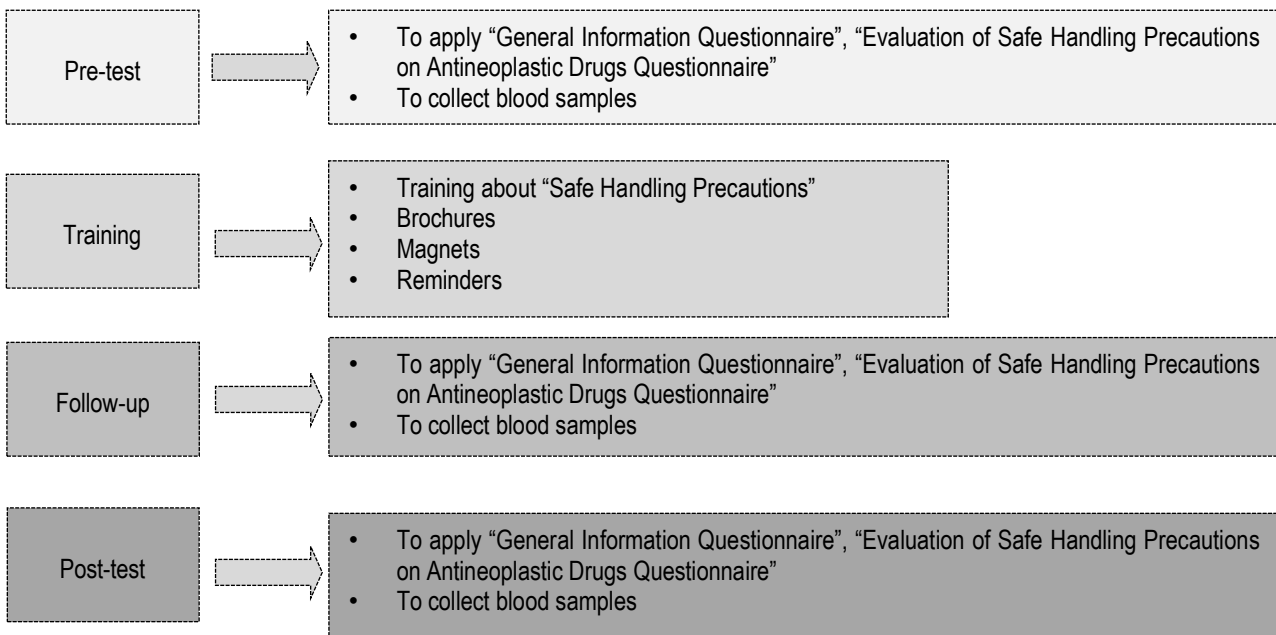 Pre-test
• To apply “General Information Questionnaire”, “Evaluation of Safe Handling Precautions
on Antineoplastic Drugs Questionnaire”
• To collect blood samples
Training
• Training about “Safe Handling Precautions”
• Brochures
• Magnets
• Reminders
Follow-up
• To apply “General Information Questionnaire”, “Evaluation of Safe Handling Precautions
on Antineoplastic Drugs Questionnaire”
• To collect blood samples
Post-test
• To apply “General Information Questionnaire”, “Evaluation of Safe Handling Precautions
on Antineoplastic Drugs Questionnaire”
• To collect blood samples